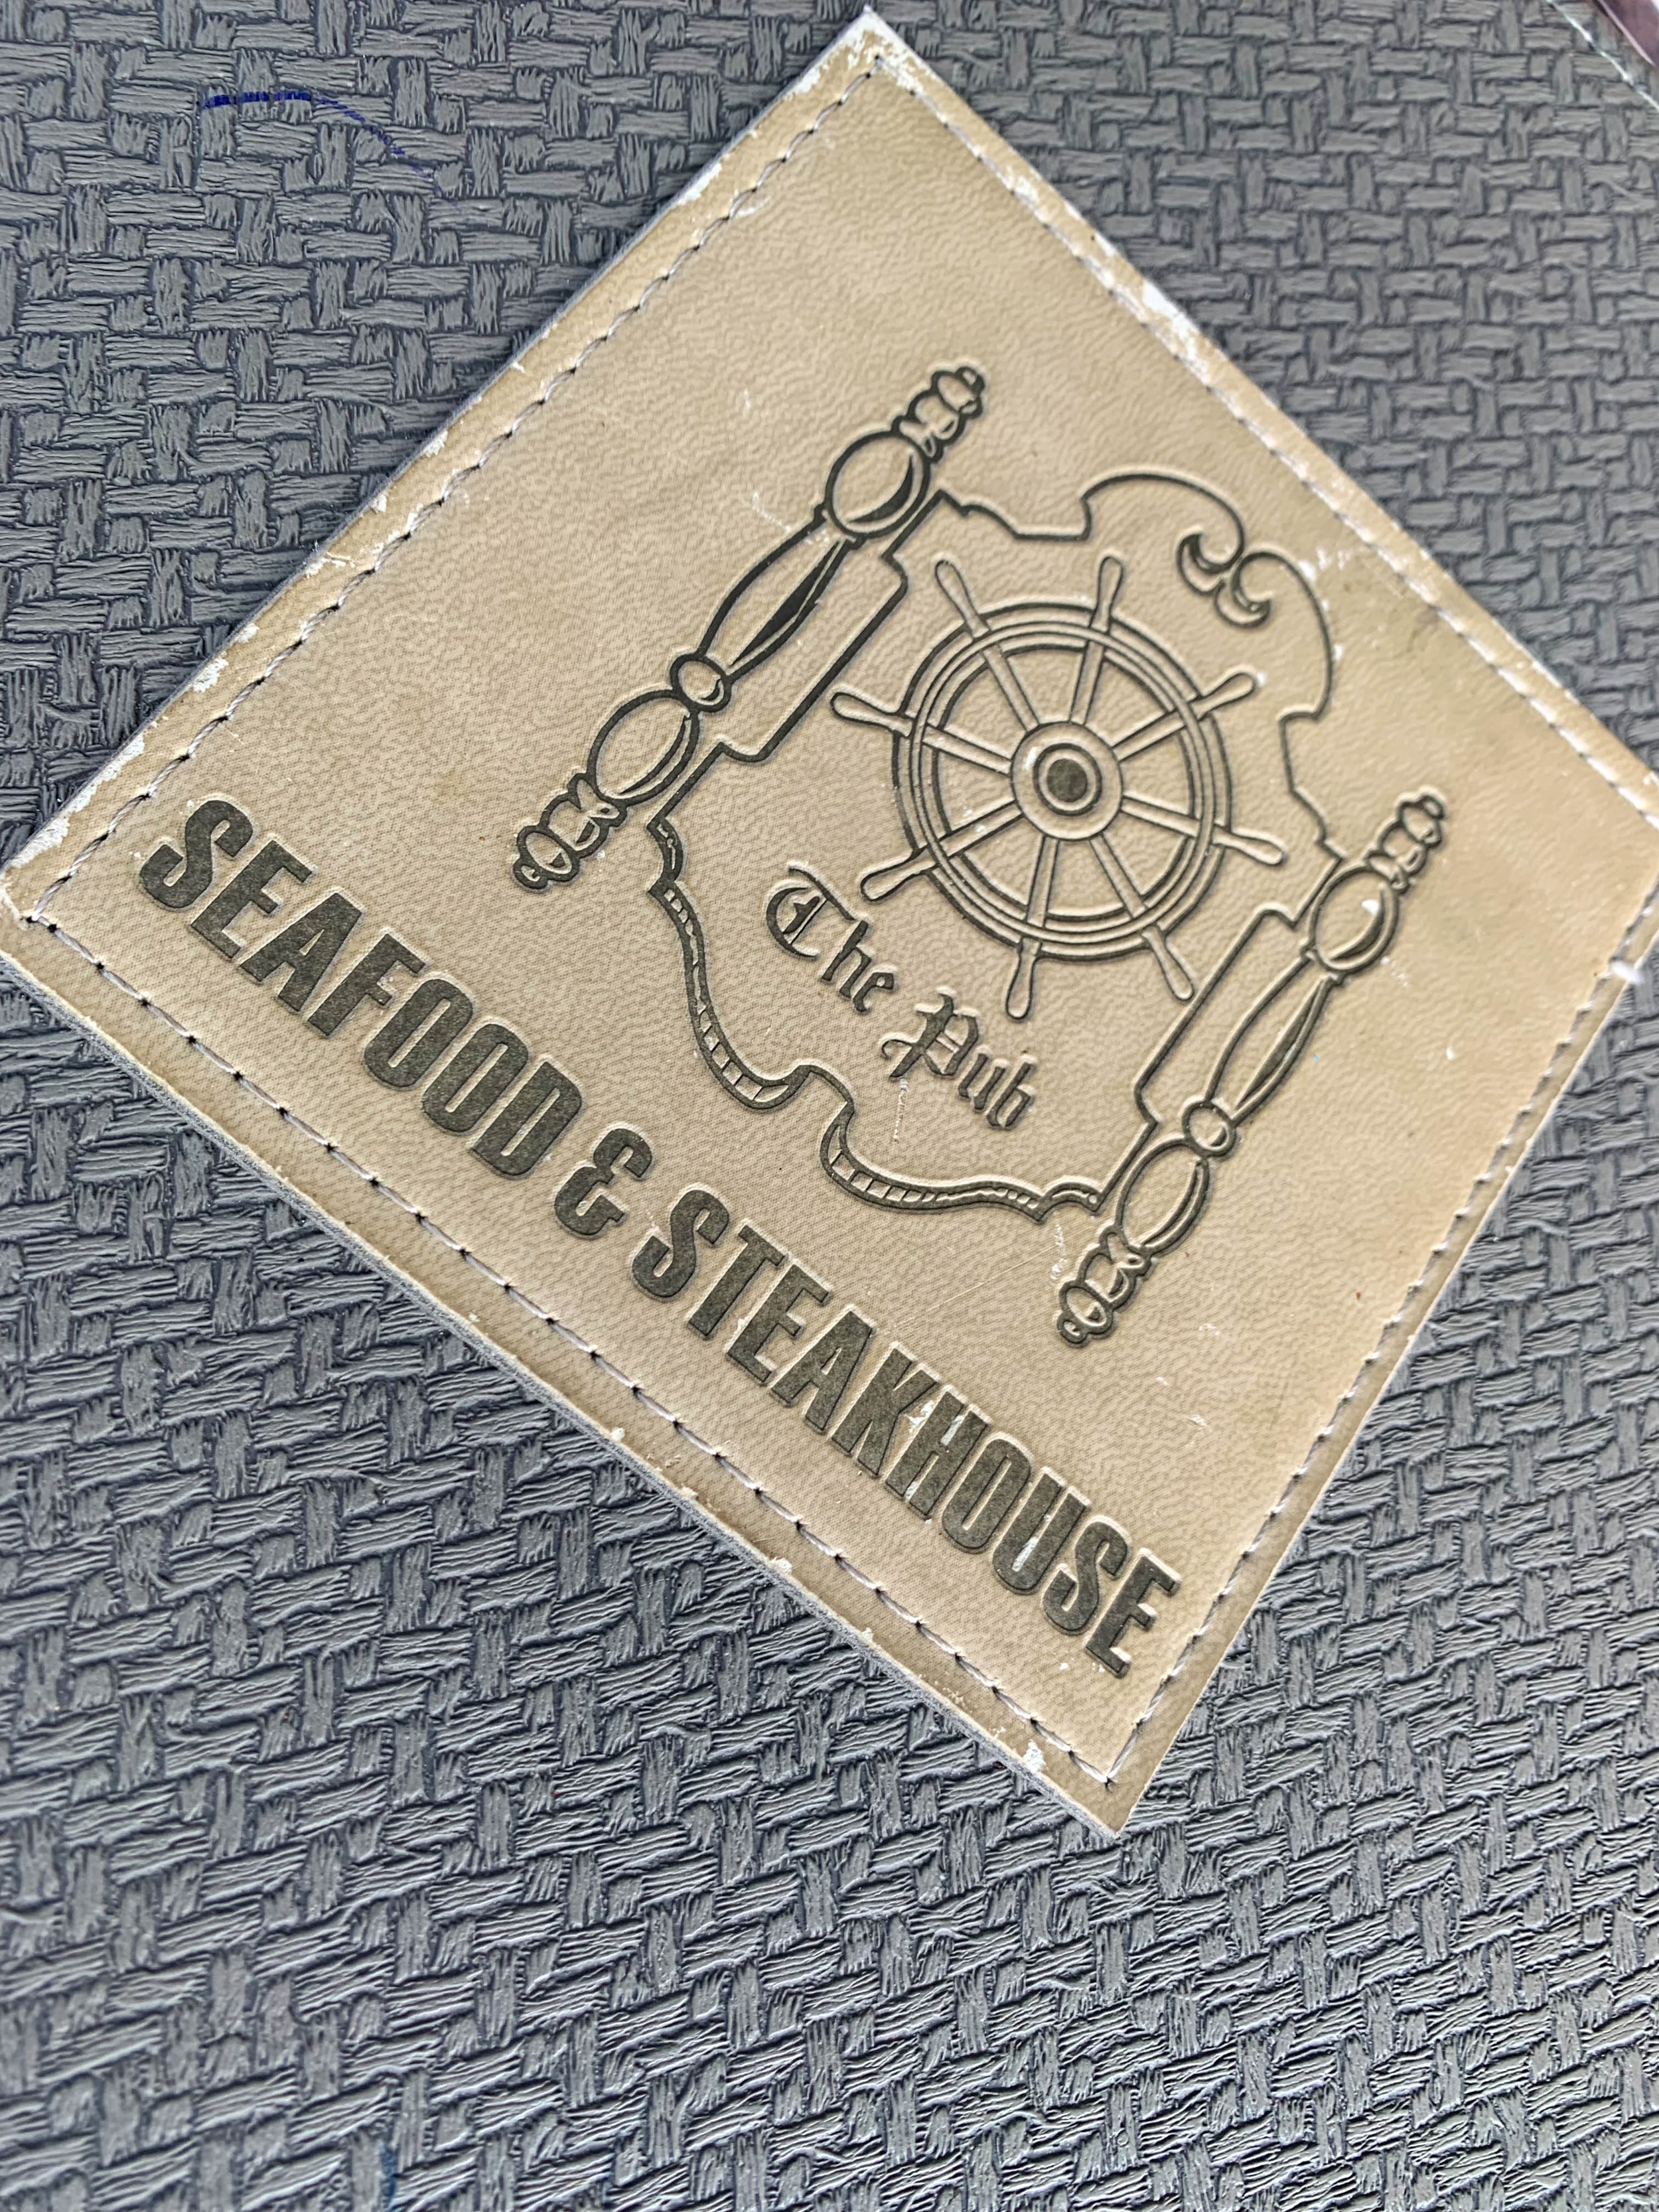 The Pub
SEAFOOD & STEAKHOUSE